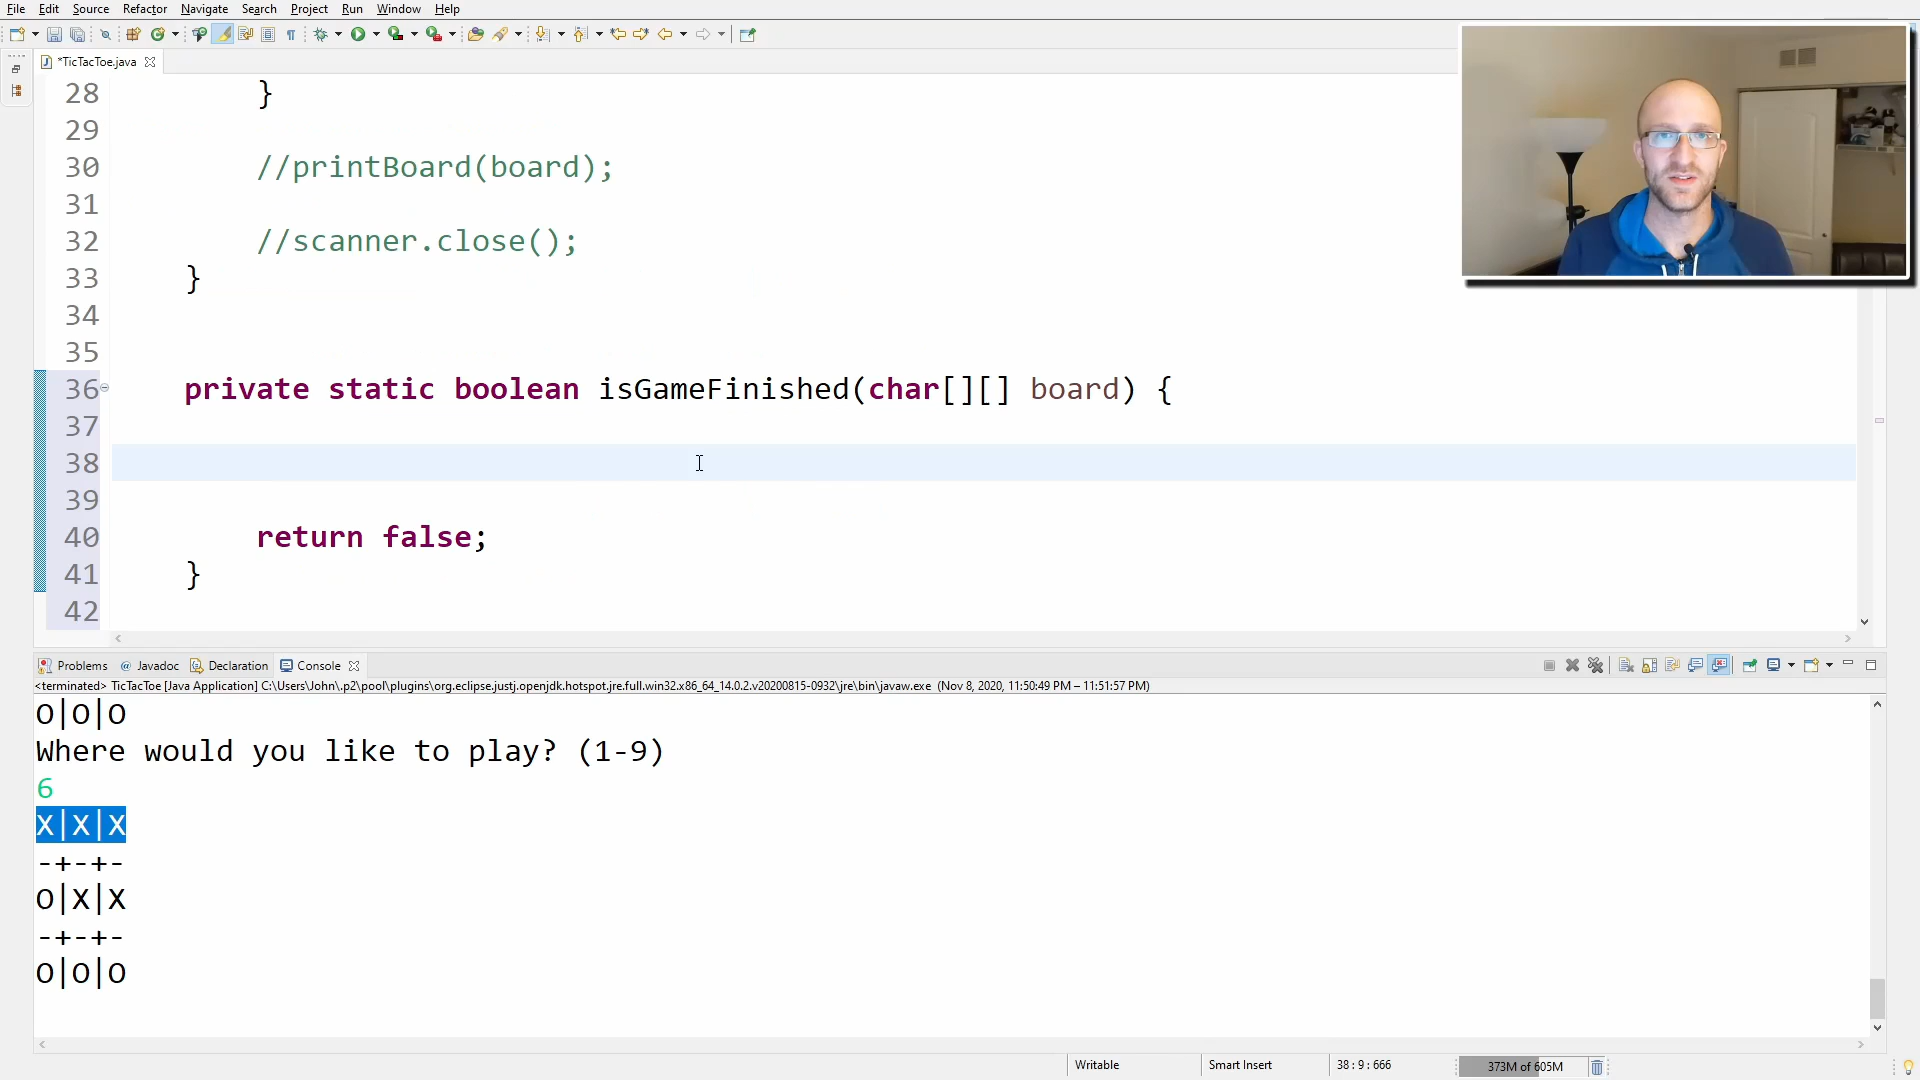 File Edit Source Refactor Navigate Search Project Run Window Help
*TicTacToe.java
28 }
29
30 //printBoard(board);
31
32 //scanner.close();
33 }
34
35
36 private static boolean isGameFinished(char[][] board) {
37
38
39
40 return false;
41 }
42
Problems Javadoc Declaration Console
<terminated> TicTacToe [Java Application] C:\Users\John\.p2\pool\plugins\org.eclipse.justj.openjdk.hotspot.jre.full.win32.x86_64_14.0.2.v20200815-0932\jre\bin\javaw.exe (Nov 8, 2020, 11:50:49 PM – 11:51:57 PM)
O|O|O
Where would you like to play? (1-9)
6
X|X|X
-+-+-
O|X|X
-+-+-
O|O|O
Writable Smart Insert 38 : 9 : 666 373M of 605M